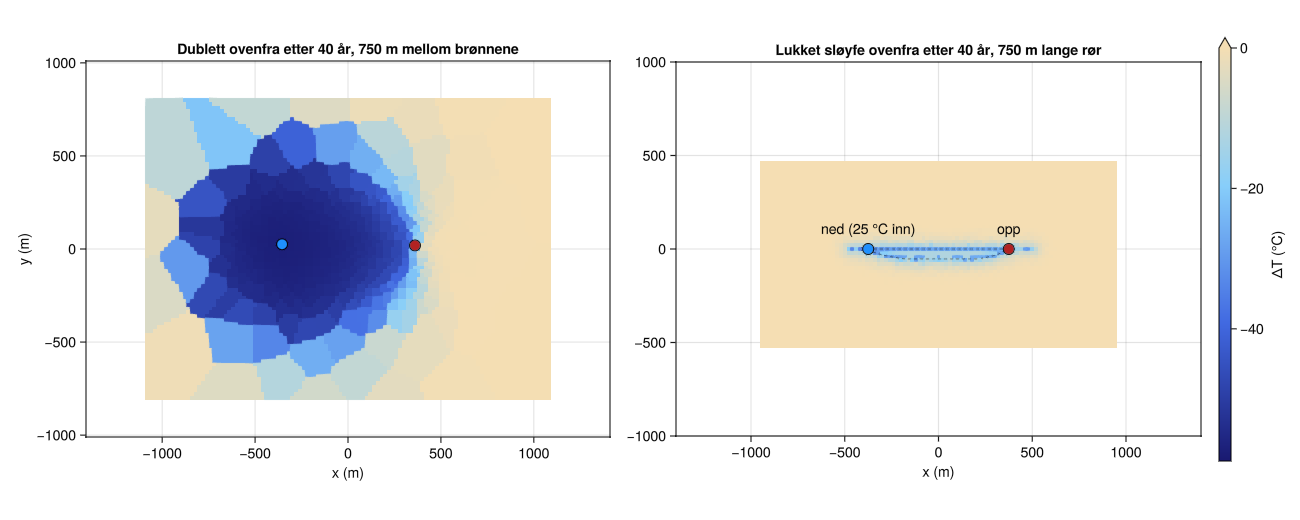 Dublett ovenfra etter 40 år, 750 m mellom brønnene
1000
500
0
−500
−1000
y (m)
−1000
−500
0
500
1000
x (m)
Lukket sløyfe ovenfra etter 40 år, 750 m lange rør
1000
500
0
−500
−1000
ned (25 °C inn)
opp
−1000
−500
0
500
1000
x (m)
0
−20
−40
ΔT (°C)